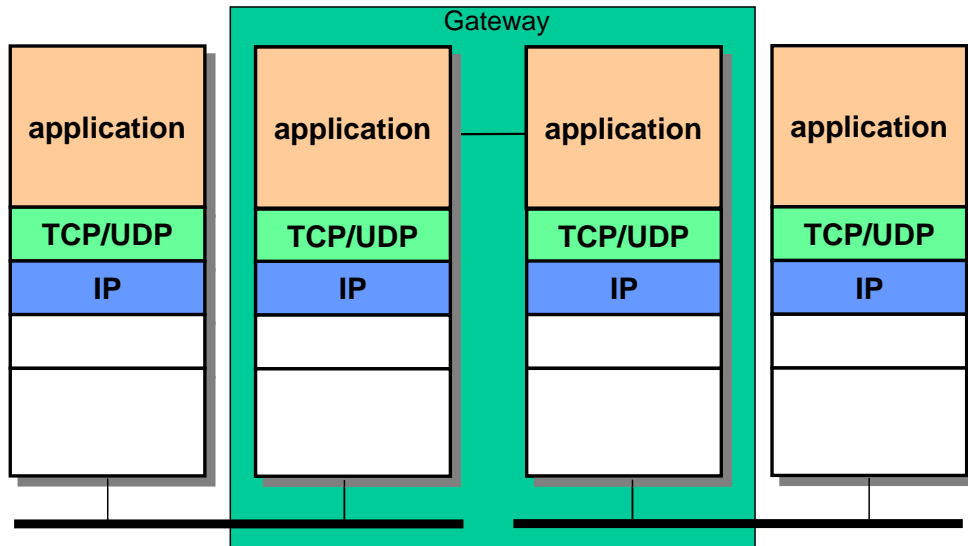 Gateway
application
application
application
application
TCP/UDP
TCP/UDP
TCP/UDP
TCP/UDP
IP
IP
IP
IP